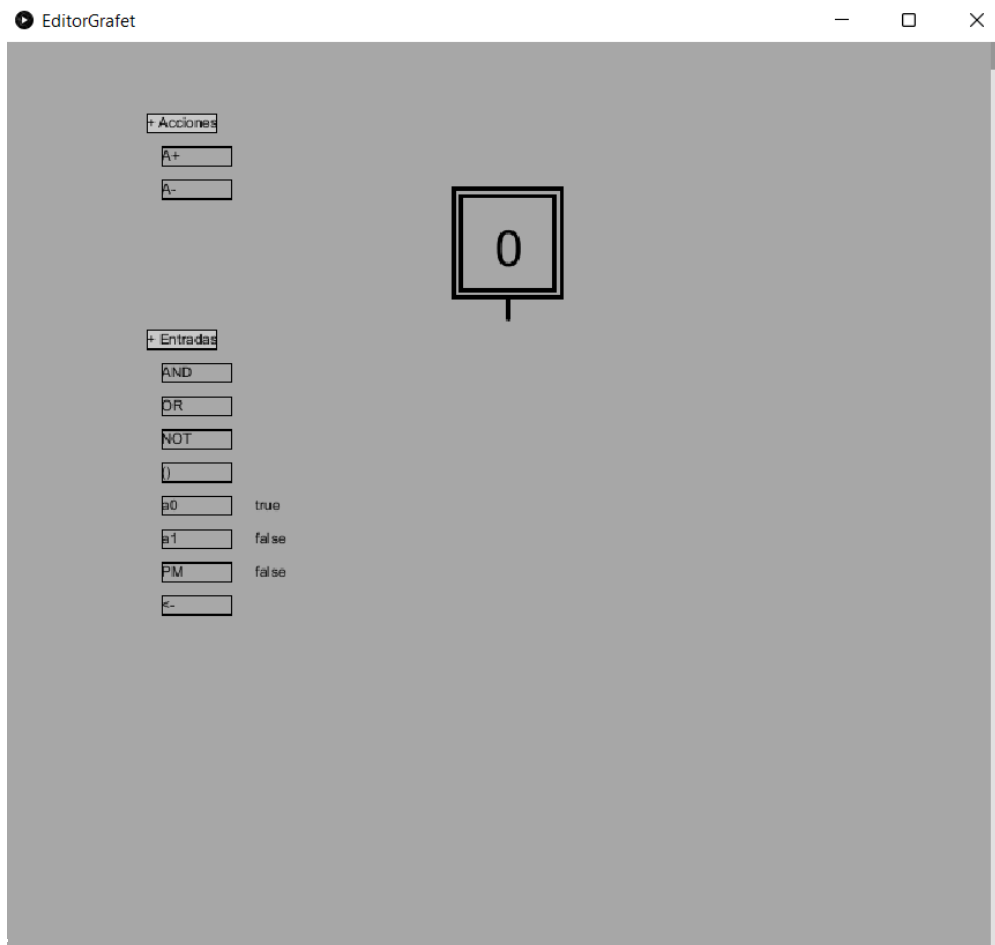 EditorGrafet
+ Acciones
A+
A-
0
+ Entradas
AND
OR
NOT
()
a0 true
a1 false
PM false
<-